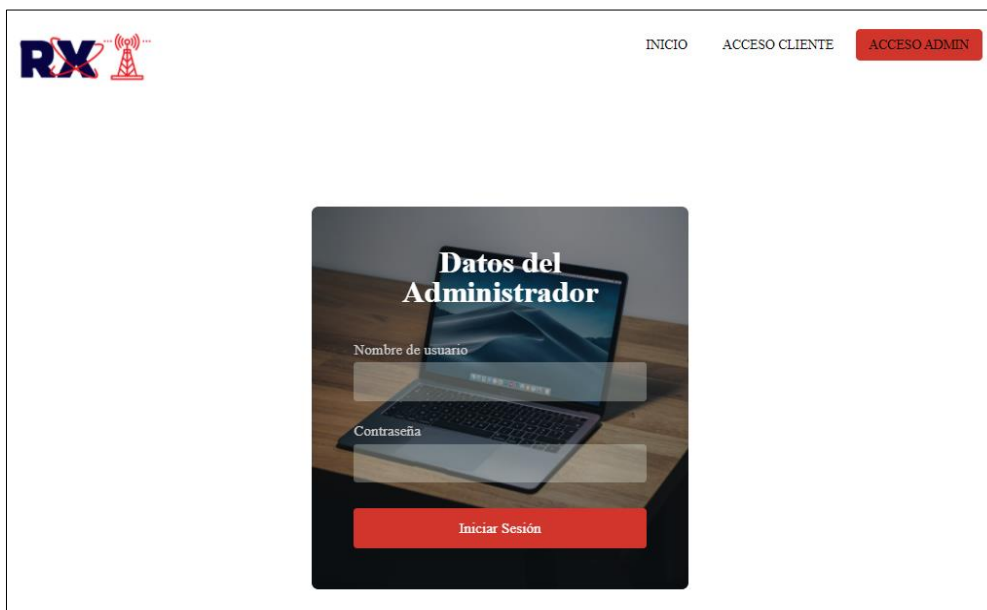 RX
INICIO
ACCESO CLIENTE
ACCESO ADMIN
Datos del
Administrador
Nombre de usuario
Contraseña
Iniciar Sesión